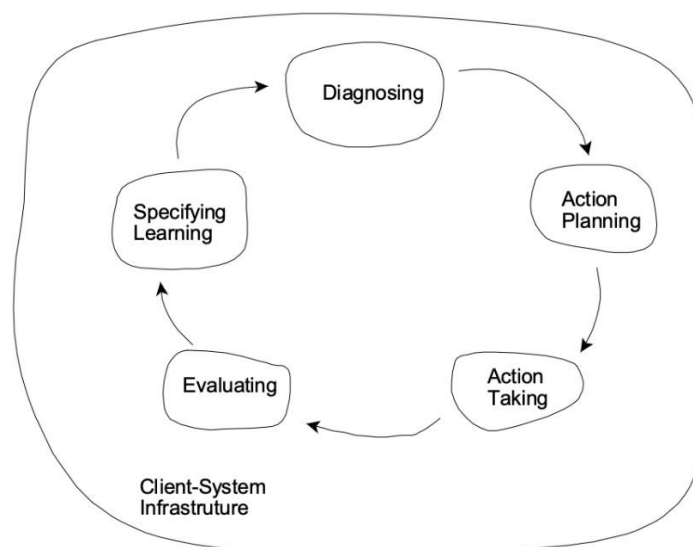 Diagnosing
Action
Planning
Action
Taking
Evaluating
Specifying
Learning
Client-System
Infrastruture